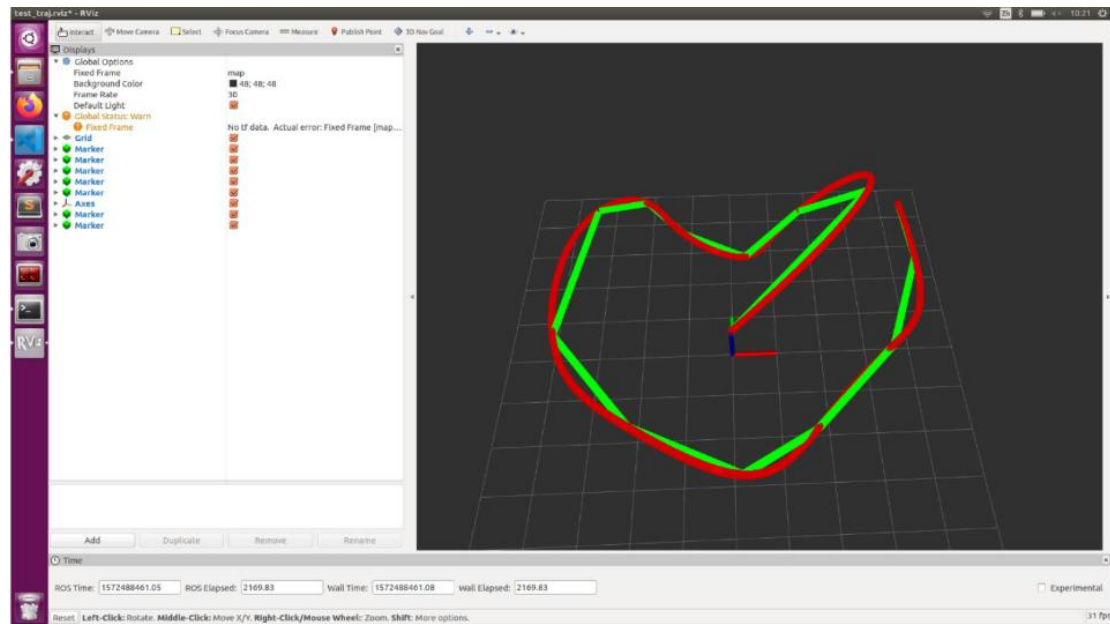 test_traj.rviz* - RViz
10:21
Interact Move Camera Select Focus Camera Measure Publish Point 3D Nav Goal
Displays
Global Options
Fixed Frame map
Background Color 48; 48; 48
Frame Rate 30
Default Light
Global Status: Warn
Fixed Frame No tf data. Actual error: Fixed Frame [map...
Grid
Marker
Marker
Marker
Marker
Marker
Axes
Marker
Marker
RViz
Add Duplicate Remove Rename
Time
ROS Time: 1572488461.05 ROS Elapsed: 2169.83 Wall Time: 1572488461.08 Wall Elapsed: 2169.83 Experimental
Reset Left-Click: Rotate. Middle-Click: Move X/Y. Right-Click/Mouse Wheel: Zoom. Shift: More options. 31 fps